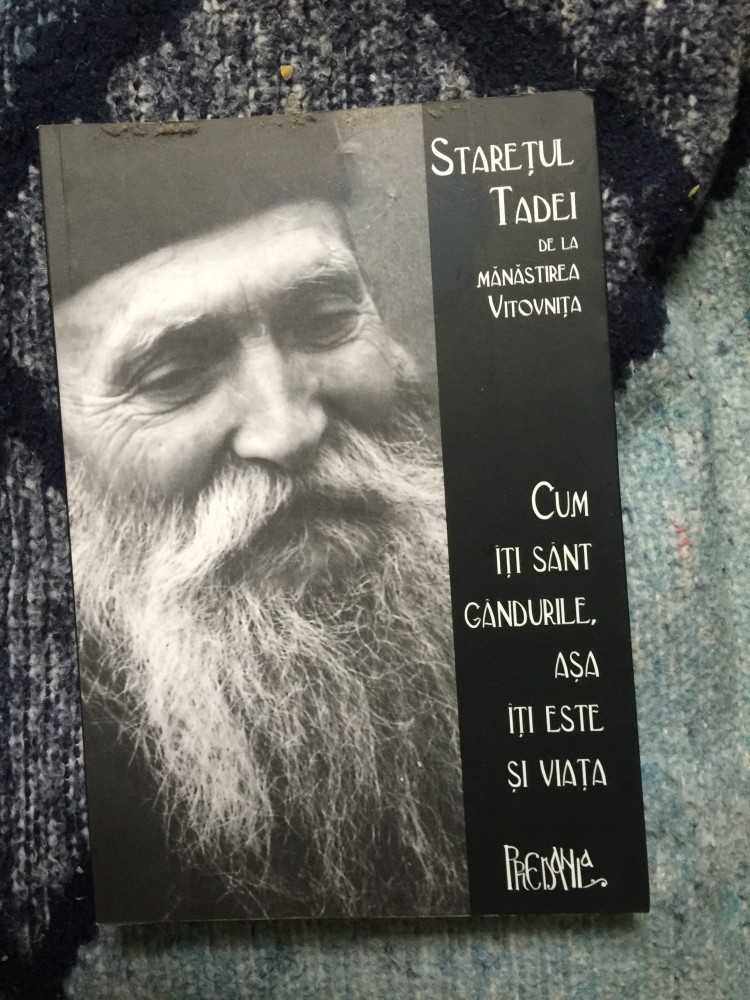 STAREȚUL
TADEI
DE LA
MĂNĂSTIREA
VITOVNIȚA
CUM
ÎȚI SÂNT
GÂNDURILE,
AȘA
ÎȚI ESTE
ȘI VIAȚA
PREDANIA